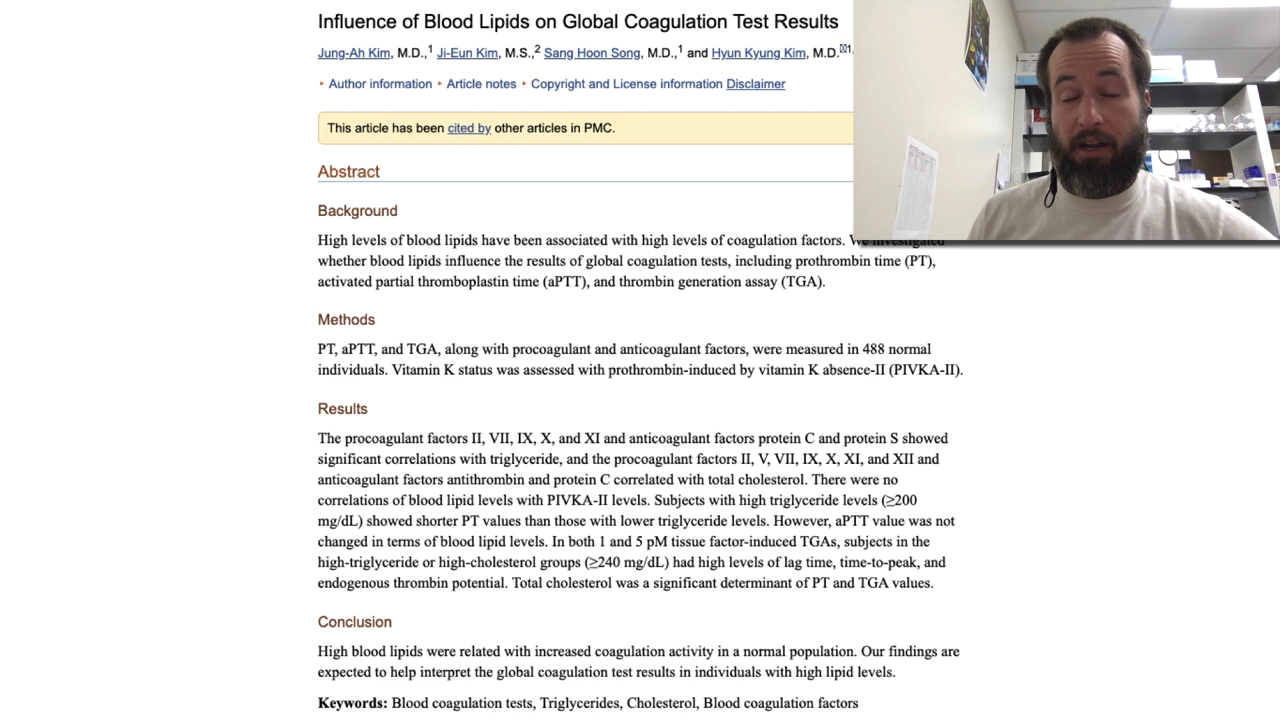 Influence of Blood Lipids on Global Coagulation Test Results
Jung-Ah Kim, M.D.,1 Ji-Eun Kim, M.S.,2 Sang Hoon Song, M.D.,1 and Hyun Kyung Kim, M.D.1,
Author information Article notes Copyright and License information Disclaimer
This article has been cited by other articles in PMC.
Abstract
Background
High levels of blood lipids have been associated with high levels of coagulation factors. We investigated
whether blood lipids influence the results of global coagulation tests, including prothrombin time (PT),
activated partial thromboplastin time (aPTT), and thrombin generation assay (TGA).
Methods
PT, aPTT, and TGA, along with procoagulant and anticoagulant factors, were measured in 488 normal
individuals. Vitamin K status was assessed with prothrombin-induced by vitamin K absence-II (PIVKA-II).
Results
The procoagulant factors II, VII, IX, X, and XI and anticoagulant factors protein C and protein S showed
significant correlations with triglyceride, and the procoagulant factors II, V, VII, IX, X, XI, and XII and
anticoagulant factors antithrombin and protein C correlated with total cholesterol. There were no
correlations of blood lipid levels with PIVKA-II levels. Subjects with high triglyceride levels (≥200
mg/dL) showed shorter PT values than those with lower triglyceride levels. However, aPTT value was not
changed in terms of blood lipid levels. In both 1 and 5 pM tissue factor-induced TGAs, subjects in the
high-triglyceride or high-cholesterol groups (≥240 mg/dL) had high levels of lag time, time-to-peak, and
endogenous thrombin potential. Total cholesterol was a significant determinant of PT and TGA values.
Conclusion
High blood lipids were related with increased coagulation activity in a normal population. Our findings are
expected to help interpret the global coagulation test results in individuals with high lipid levels.
Keywords: Blood coagulation tests, Triglycerides, Cholesterol, Blood coagulation factors